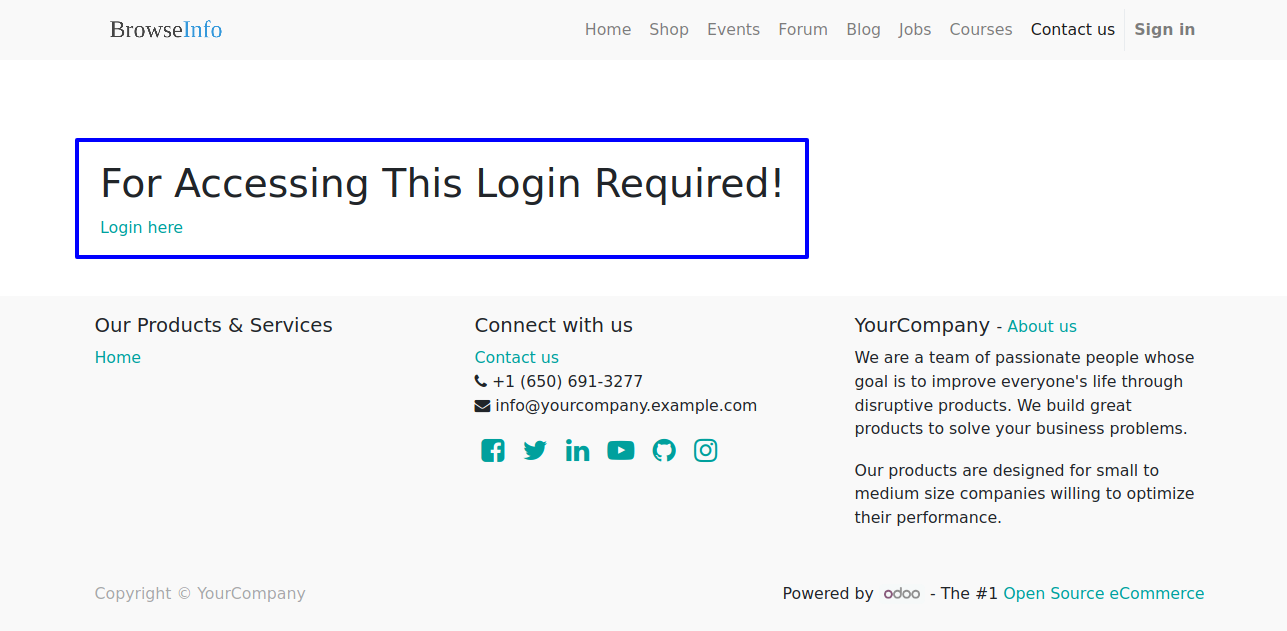 BrowseInfo
Home Shop Events Forum Blog Jobs Courses Contact us Sign in
For Accessing This Login Required!
Login here
Our Products & Services
Home
Connect with us
Contact us
+1 (650) 691-3277
info@yourcompany.example.com
YourCompany - About us
We are a team of passionate people whose
goal is to improve everyone's life through
disruptive products. We build great
products to solve your business problems.
Our products are designed for small to
medium size companies willing to optimize
their performance.
Copyright © YourCompany
Powered by odoo - The #1 Open Source eCommerce